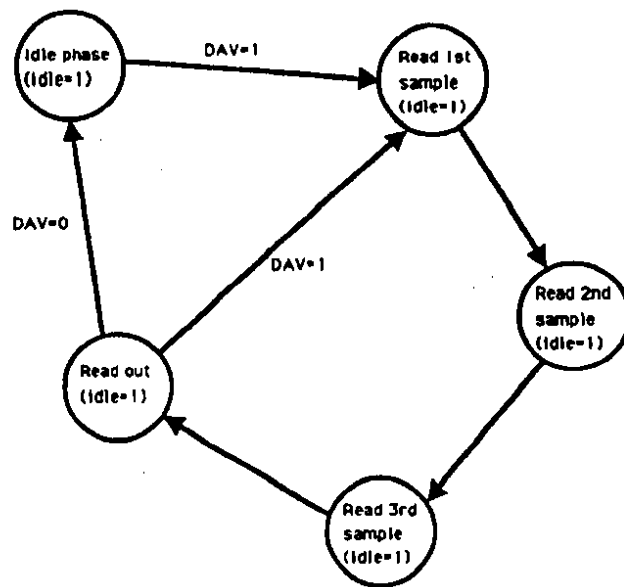 Idle phase
(idle=1)
DAV=1
Read 1st
sample
(idle=1)
DAV=0
DAV=1
Read 2nd
sample
(idle=1)
Read out
(idle=1)
Read 3rd
sample
(idle=1)